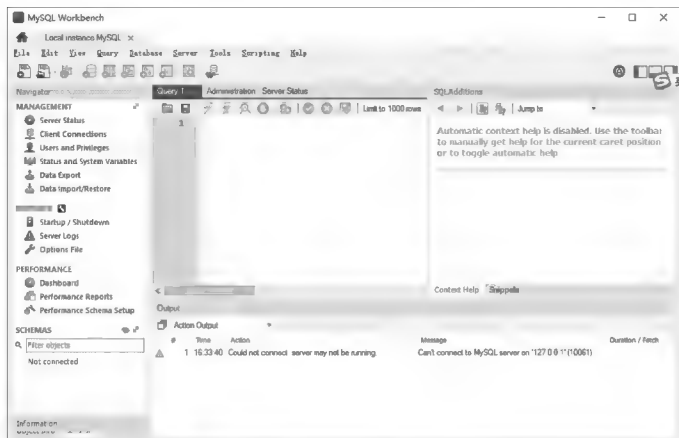 MySQL Workbench
Local instance MySQL ×
File Edit View Query Database Server Tools Scripting Help
Navigator
Query 1 Administration Server Status
SQLAdditions
MANAGEMENT
Server Status
Client Connections
Users and Privileges
Status and System Variables
Data Export
Data Import/Restore
Startup / Shutdown
Server Logs
Options File
PERFORMANCE
Dashboard
Performance Reports
Performance Schema Setup
SCHEMAS
Filter objects
Not connected
Information
Limit to 1000 rows
1
Jump to
Automatic context help is disabled. Use the toolbar
to manually get help for the current caret position
or to toggle automatic help
Context Help Snippets
Output
Action Output
# Time Action Message Duration / Fetch
1 16:33:40 Could not connect server may not be running Can't connect to MySQL server on '127 0 0 1' (10061)